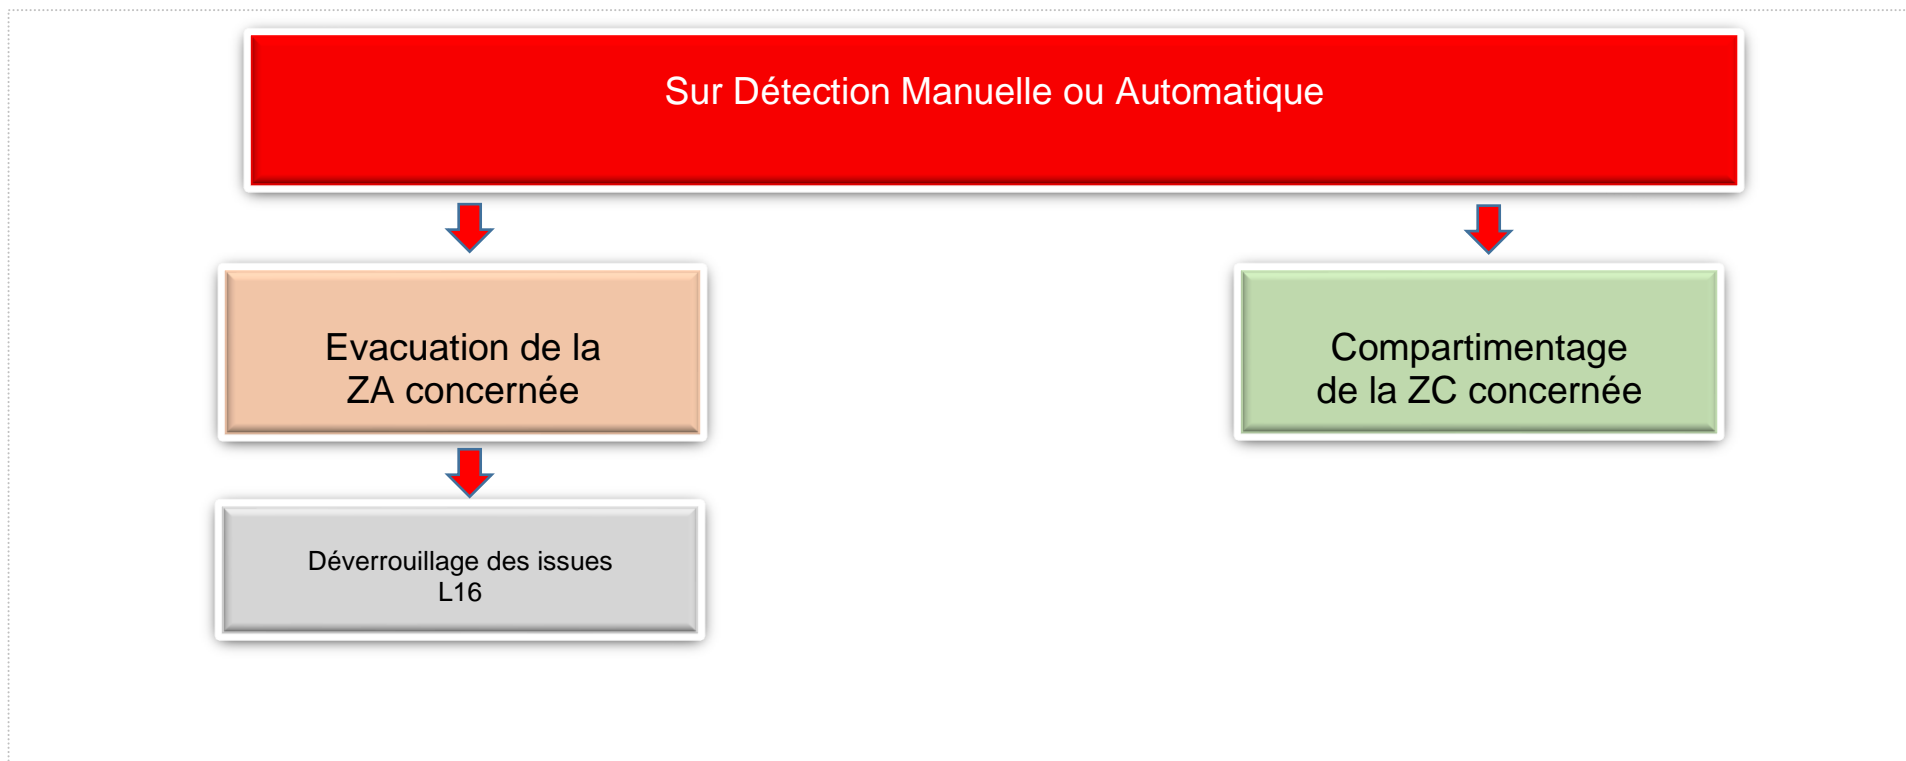 Sur Détection Manuelle ou Automatique
Evacuation de la
ZA concernée
Compartimentage
de la ZC concernée
Déverrouillage des issues
L16